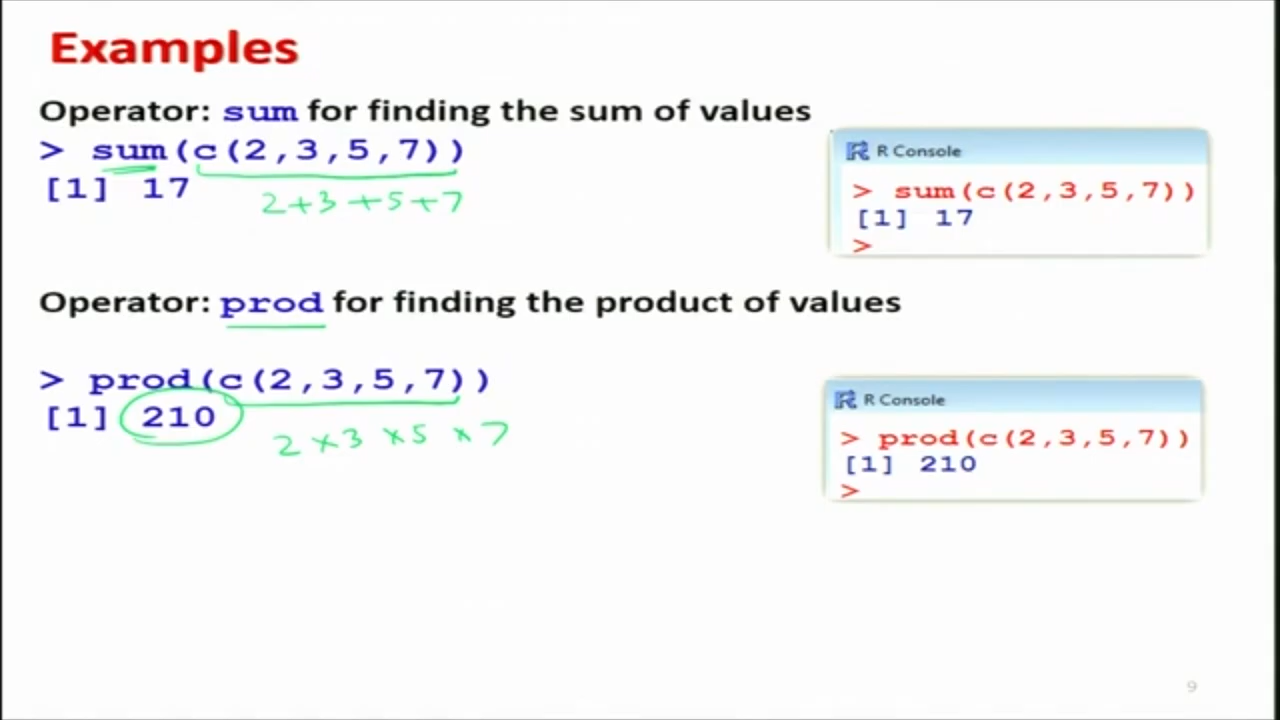 Examples
Operator: sum for finding the sum of values
> sum(c(2,3,5,7))
[1] 17
2+3+5+7
R Console
> sum(c(2,3,5,7))
[1] 17
>
Operator: prod for finding the product of values
> prod(c(2,3,5,7))
[1] 210
2 × 3 × 5 × 7
R Console
> prod(c(2,3,5,7))
[1] 210
>
9